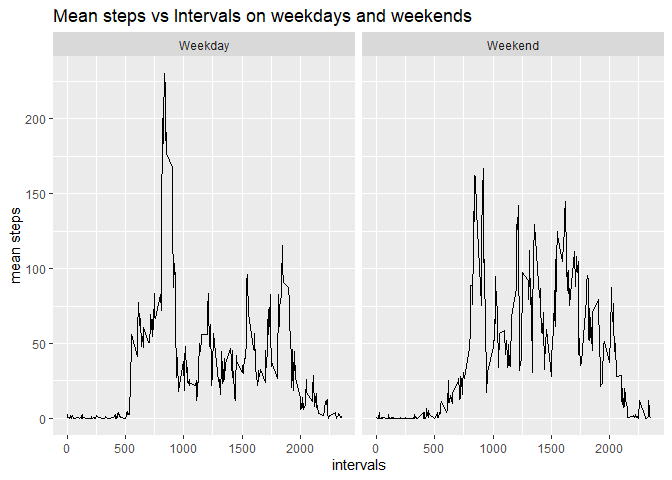 Mean steps vs Intervals on weekdays and weekends
Weekday
Weekend
mean steps
200
150
100
50
0
0 500 1000 1500 2000
0 500 1000 1500 2000
intervals